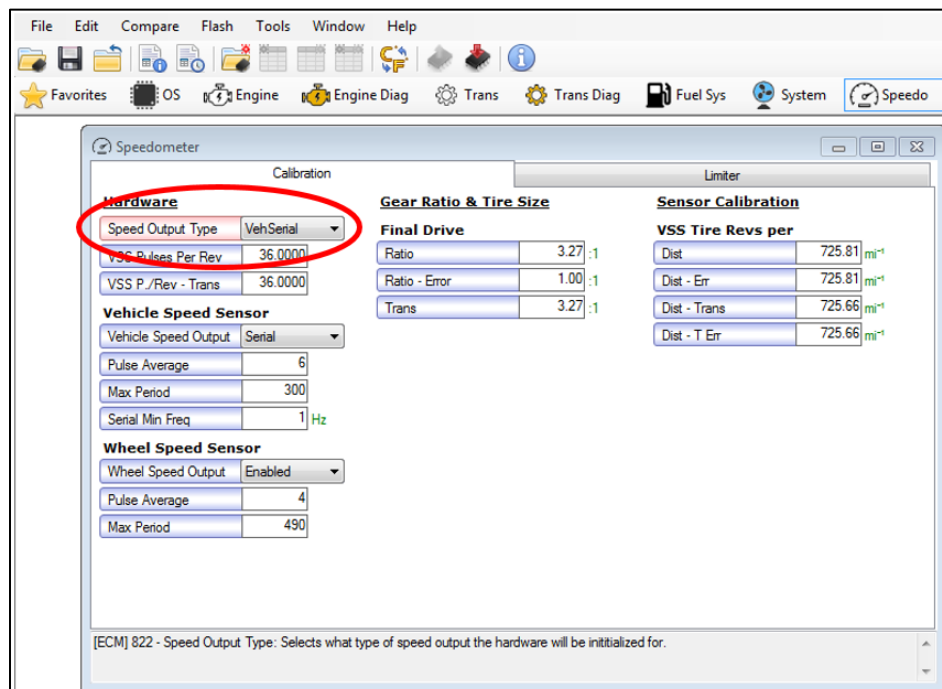 File Edit Compare Flash Tools Window Help
Favorites OS Engine Engine Diag Trans Trans Diag Fuel Sys System Speedo
Speedometer
Calibration Limiter
Hardware
Speed Output Type VehSerial
VSS Pulses Per Rev 36.0000
VSS P./Rev - Trans 36.0000
Vehicle Speed Sensor
Vehicle Speed Output Serial
Pulse Average 6
Max Period 300
Serial Min Freq 1 Hz
Wheel Speed Sensor
Wheel Speed Output Enabled
Pulse Average 4
Max Period 490
Gear Ratio & Tire Size
Final Drive
Ratio 3.27 :1
Ratio - Error 1.00 :1
Trans 3.27 :1
Sensor Calibration
VSS Tire Revs per
Dist 725.81 mi⁻¹
Dist - Err 725.81 mi⁻¹
Dist - Trans 725.66 mi⁻¹
Dist - T Err 725.66 mi⁻¹
[ECM] 822 - Speed Output Type: Selects what type of speed output the hardware will be inititialized for.